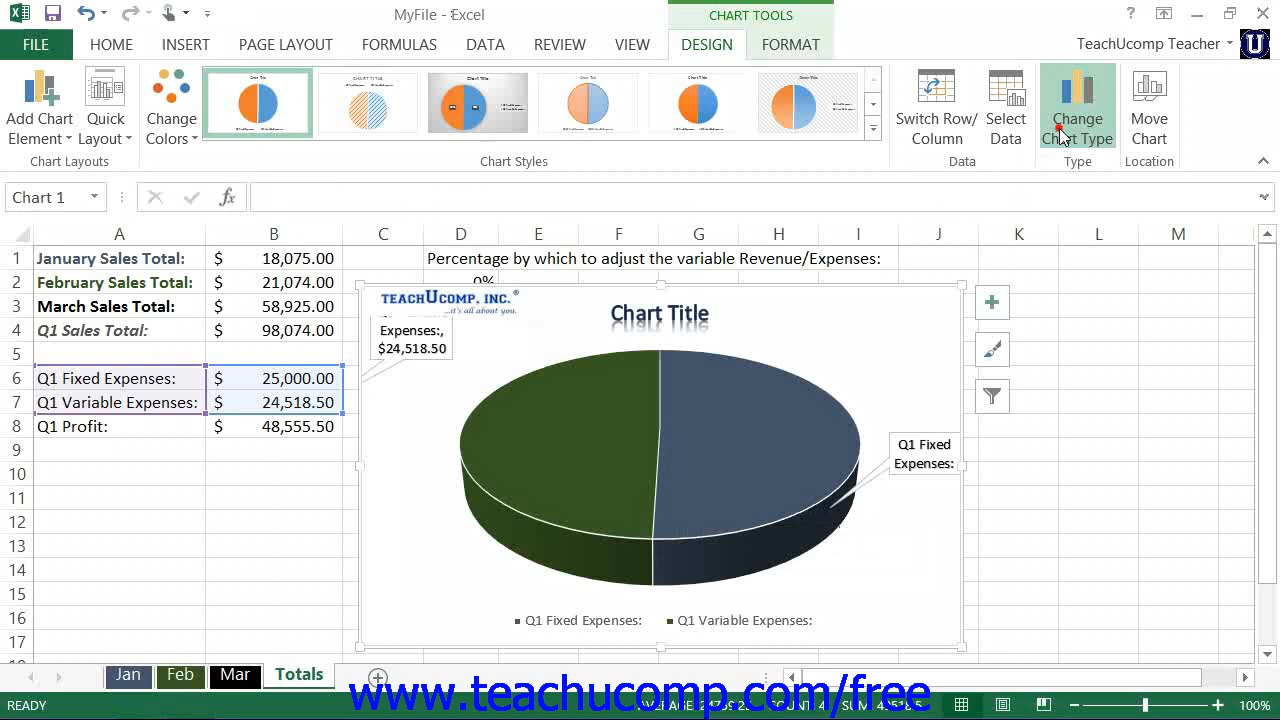 MyFile - Excel
CHART TOOLS
FILE HOME INSERT PAGE LAYOUT FORMULAS DATA REVIEW VIEW DESIGN FORMAT
TeachUcomp Teacher
Add Chart Element
Quick Layout
Change Colors
Switch Row/ Column
Select Data
Change Chart Type
Move Chart
Chart Layouts Chart Styles Data Type Location
Chart 1 fx
A B C D E F G H I J K L M
1 January Sales Total: $ 18,075.00 Percentage by which to adjust the variable Revenue/Expenses:
2 February Sales Total: $ 21,074.00 0%
3 March Sales Total: $ 58,925.00
4 Q1 Sales Total: $ 98,074.00
5
6 Q1 Fixed Expenses: $ 25,000.00
7 Q1 Variable Expenses: $ 24,518.50
8 Q1 Profit: $ 48,555.50
9
10
11
12
13
14
15
16
17
TEACHUCOMP, INC.®
...it's all about you.
Chart Title
Expenses:,
$24,518.50
Q1 Fixed
Expenses:
Q1 Fixed Expenses: Q1 Variable Expenses:
Jan Feb Mar Totals
www.teachucomp.com/free
READY
100%